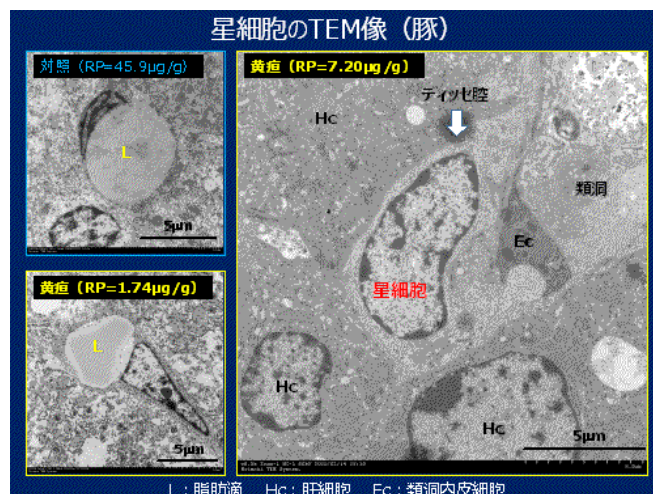 星細胞のTEM像（豚）
対照（RP=45.9μg/g）
L
5μm
黄疸（RP=1.74μg/g）
L
5μm
黄疸（RP=7.20μg/g）
ディッセ腔
Hc
類洞
Ec
星細胞
Hc
Hc
5μm
L：脂肪滴　Hc：肝細胞　Ec：類洞内皮細胞